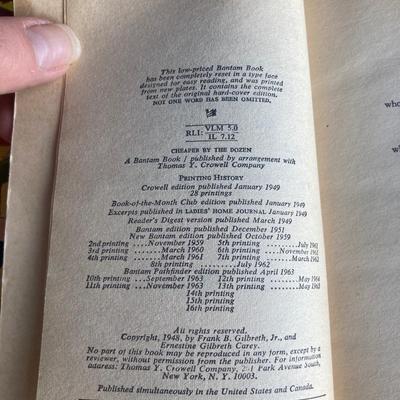 This low-priced Bantam Book
has been completely reset in a type face
designed for easy reading, and was printed
from new plates. It contains the complete
text of the original hard-cover edition.
NOT ONE WORD HAS BEEN OMITTED.
RLI: VLM 5.0
IL 7.12
CHEAPER BY THE DOZEN
A Bantam Book / published by arrangement with
Thomas Y. Crowell Company
PRINTING HISTORY
Crowell edition published January 1949
28 printings
Book-of-the-Month Club edition published January 1949
Excerpts published in LADIES' HOME JOURNAL January 1949
Reader's Digest version published March 1949
Bantam edition published December 1951
New Bantam edition published October 1959
2nd printing .... November 1959 5th printing ........ July 1961
3rd printing ........ March 1960 6th printing .. November 1961
4th printing ........ March 1961 7th printing ...... March 1962
8th printing ........ July 1962
Bantam Pathfinder edition published April 1963
10th printing .. September 1963 12th printing ...... May 1964
11th printing ... November 1963 13th printing ...... May 1965
14th printing
15th printing
16th printing
All rights reserved.
Copyright, 1948, by Frank B. Gilbreth, Jr., and
Ernestine Gilbreth Carey.
No part of this book may be reproduced in any form, except by a
reviewer, without permission from the publisher. For information
address: Thomas Y. Crowell Company, Park Avenue South,
New York, N. Y. 10003.
Published simultaneously in the United States and Canada.
who